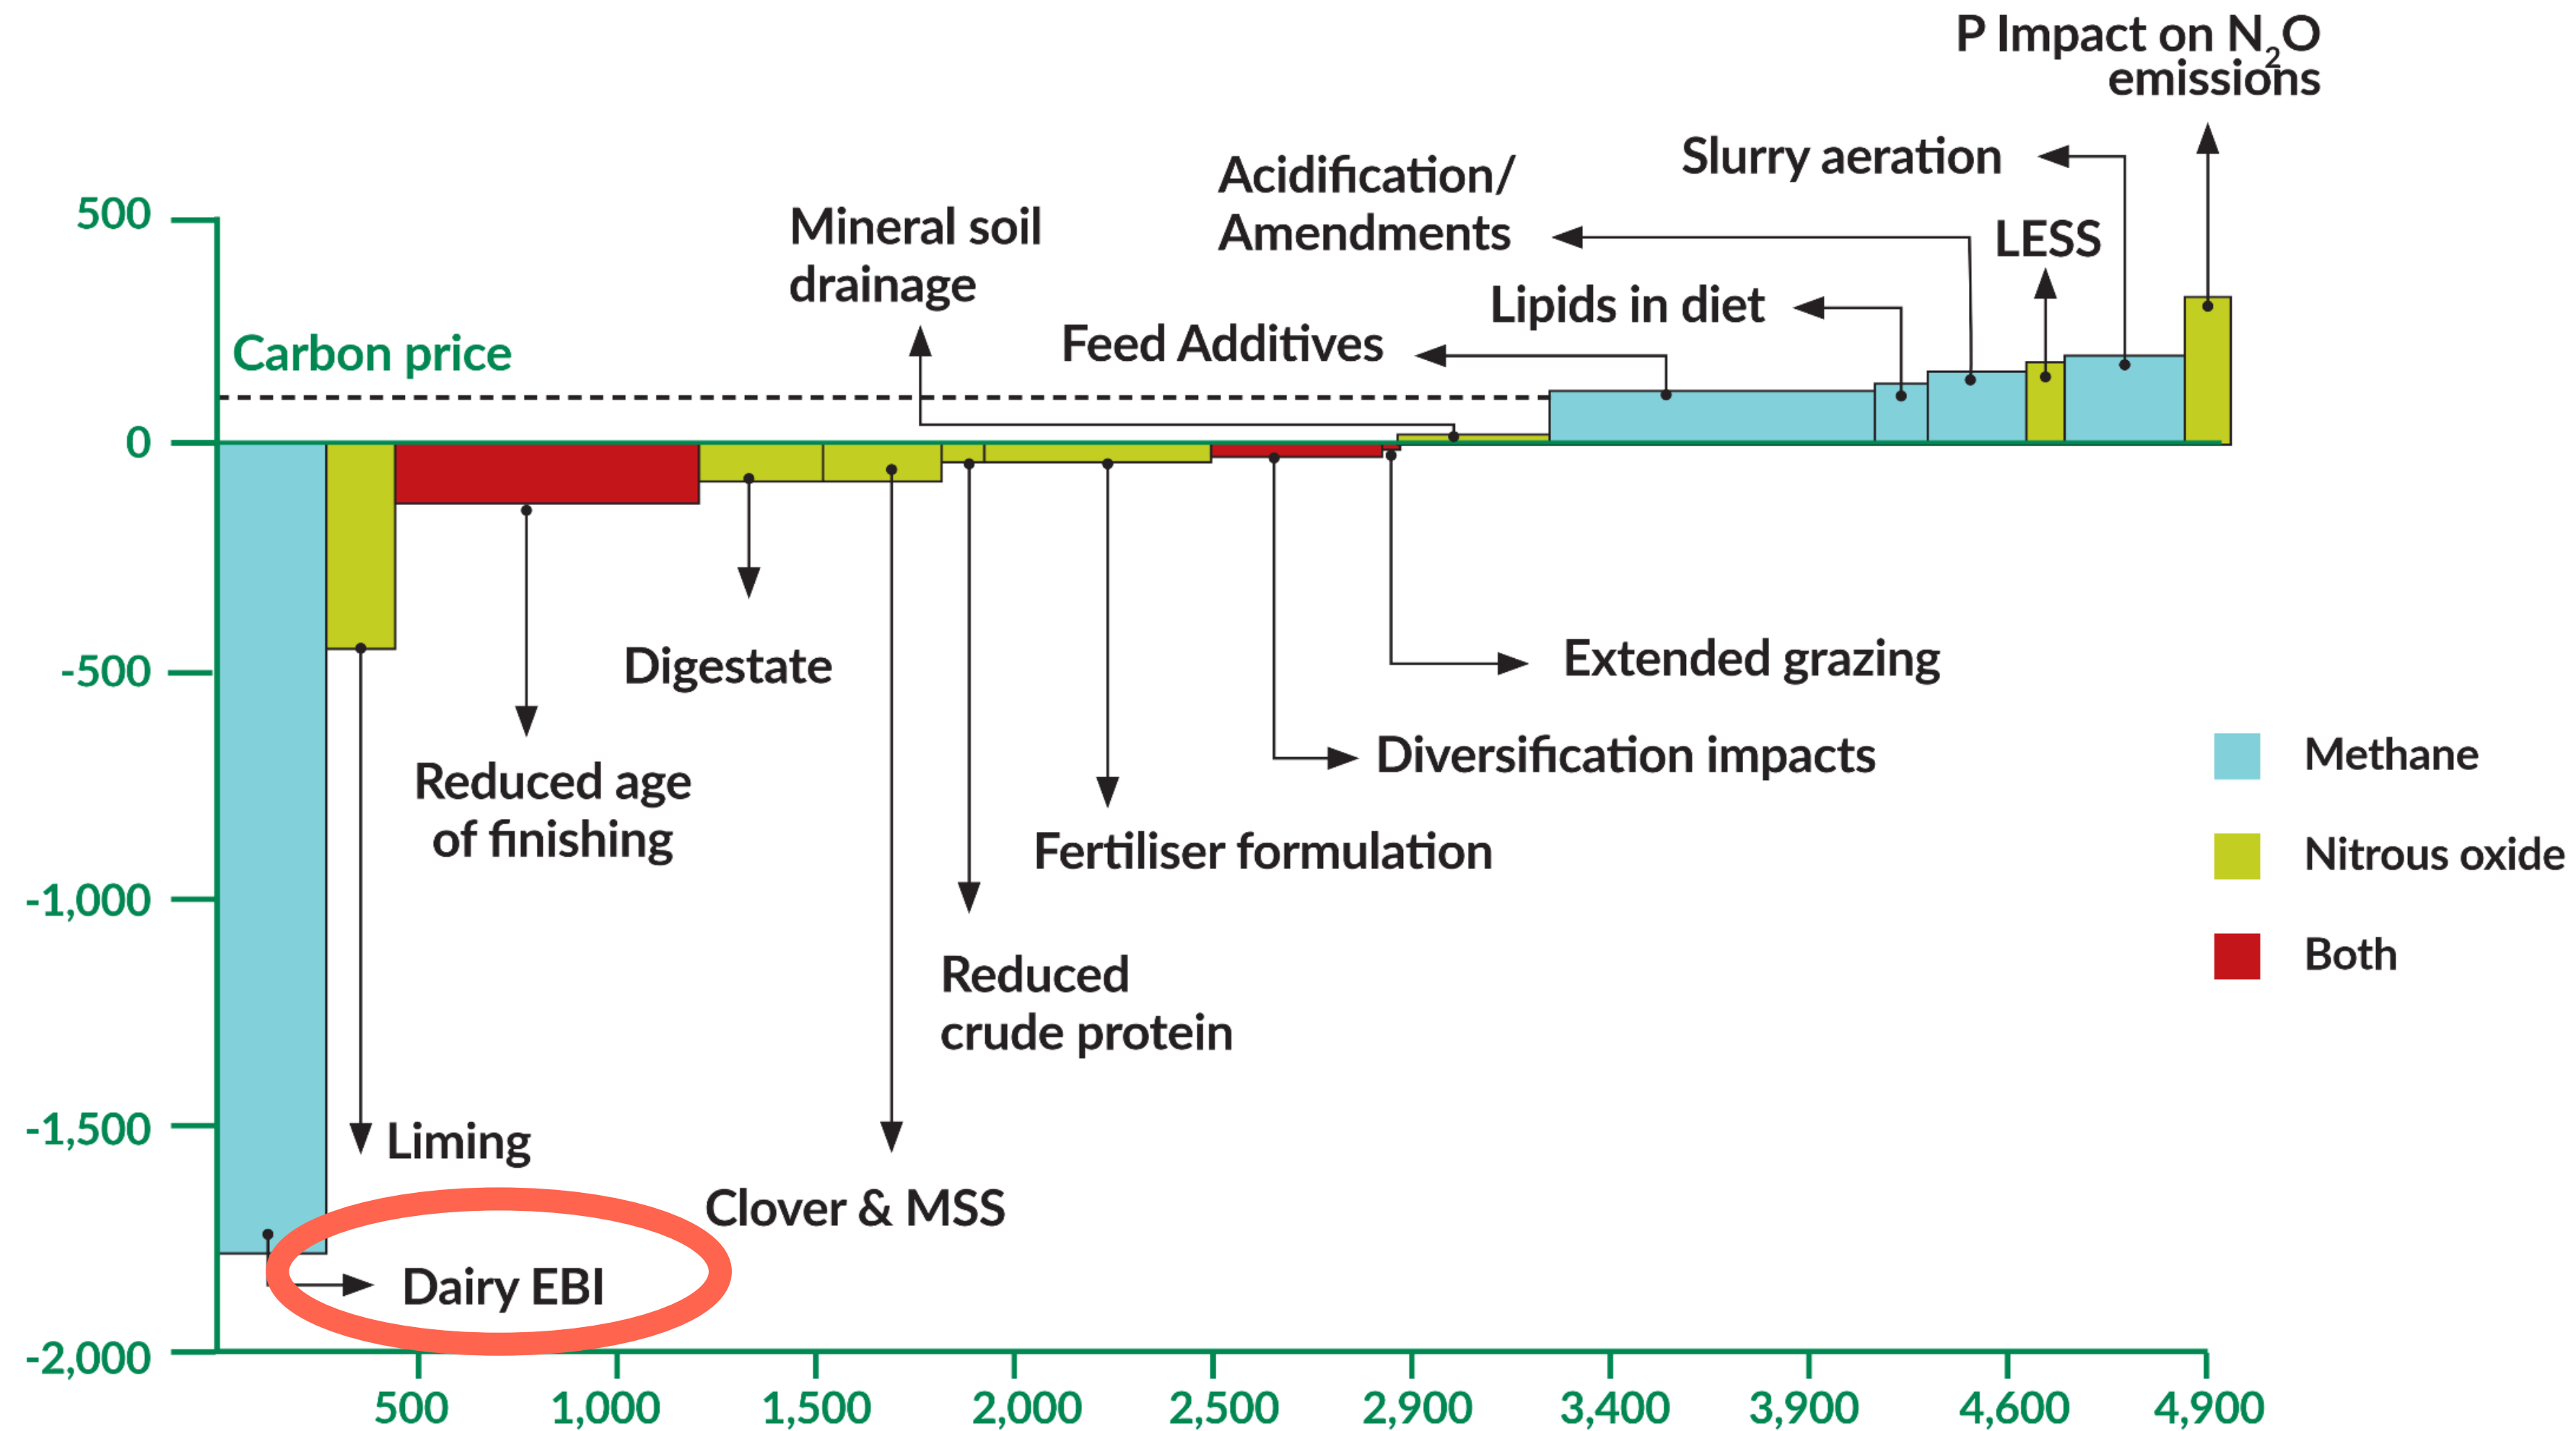 P Impact on N2O
emissions
Slurry aeration
Acidification/
Amendments
LESS
Mineral soil
drainage
Lipids in diet
Feed Additives
Carbon price
500
0
-500
-1,000
-1,500
-2,000
Digestate
Extended grazing
Reduced age
of finishing
Diversification impacts
Fertiliser formulation
Reduced
crude protein
Liming
Clover & MSS
Dairy EBI
Methane
Nitrous oxide
Both
500 1,000 1,500 2,000 2,500 2,900 3,400 3,900 4,600 4,900